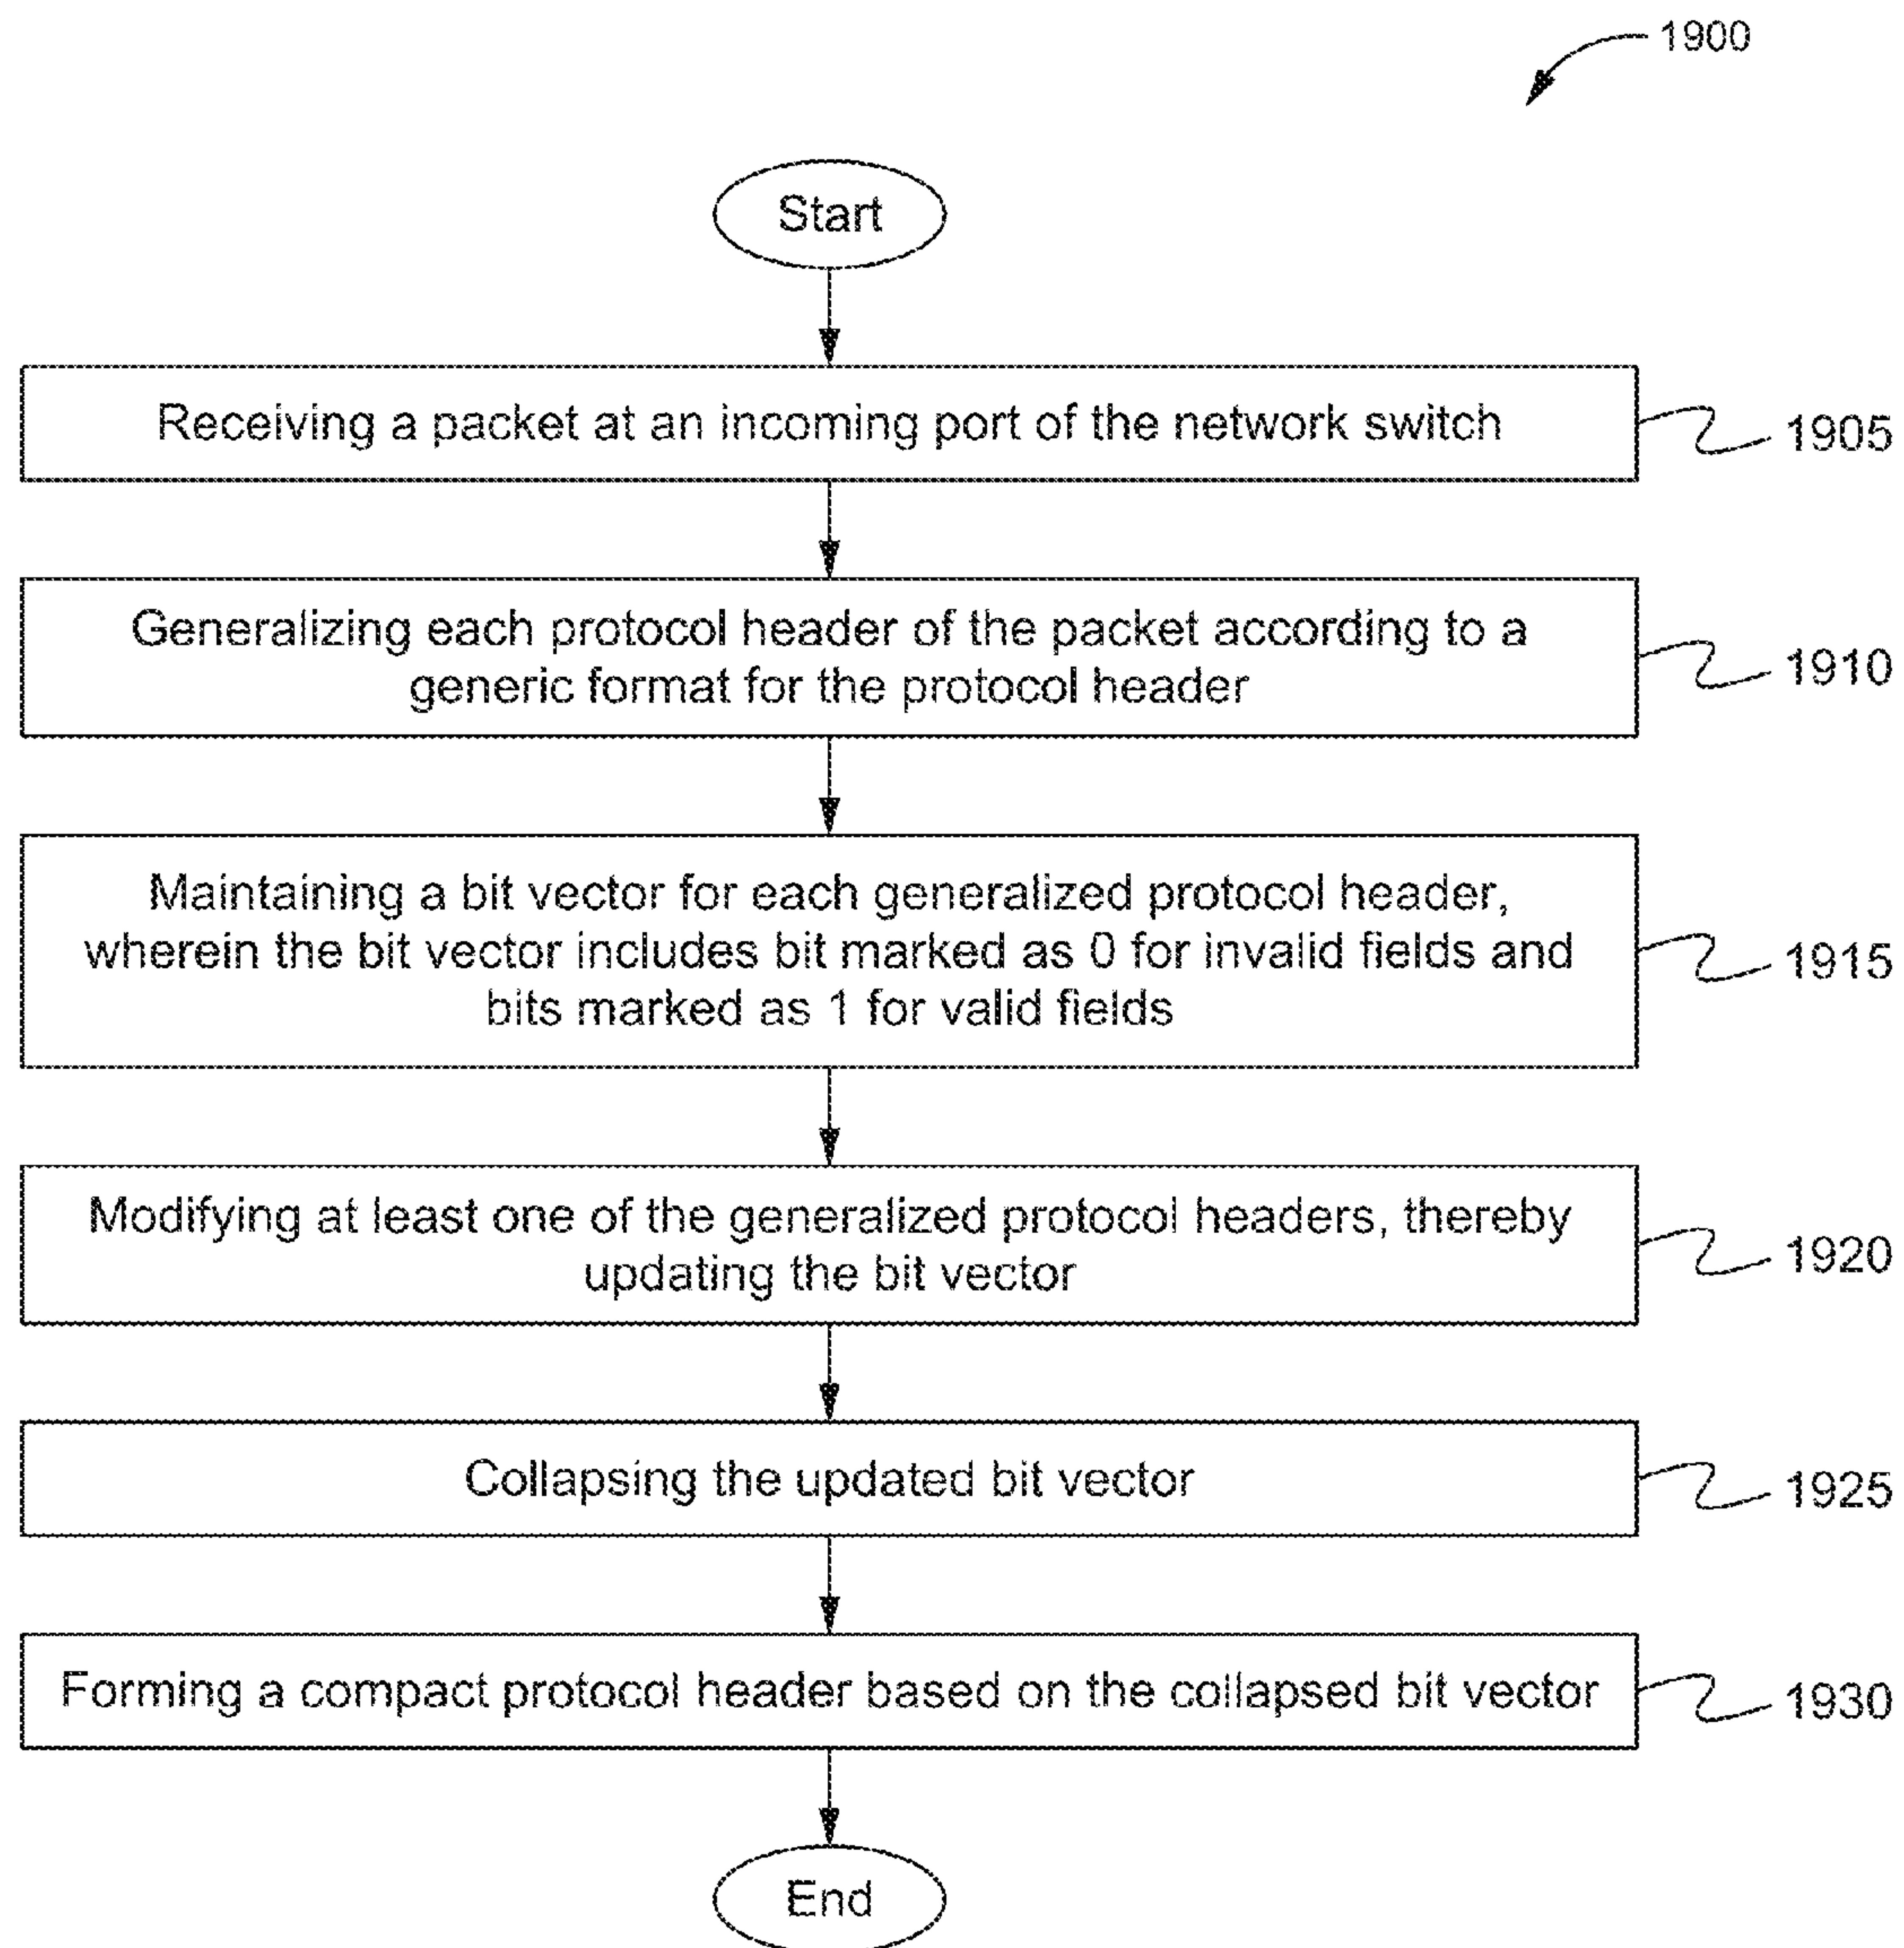 1900
Start
Receiving a packet at an incoming port of the network switch
1905
Generalizing each protocol header of the packet according to a
generic format for the protocol header
1910
Maintaining a bit vector for each generalized protocol header,
wherein the bit vector includes bit marked as 0 for invalid fields and
bits marked as 1 for valid fields
1915
Modifying at least one of the generalized protocol headers, thereby
updating the bit vector
1920
Collapsing the updated bit vector
1925
Forming a compact protocol header based on the collapsed bit vector
1930
End